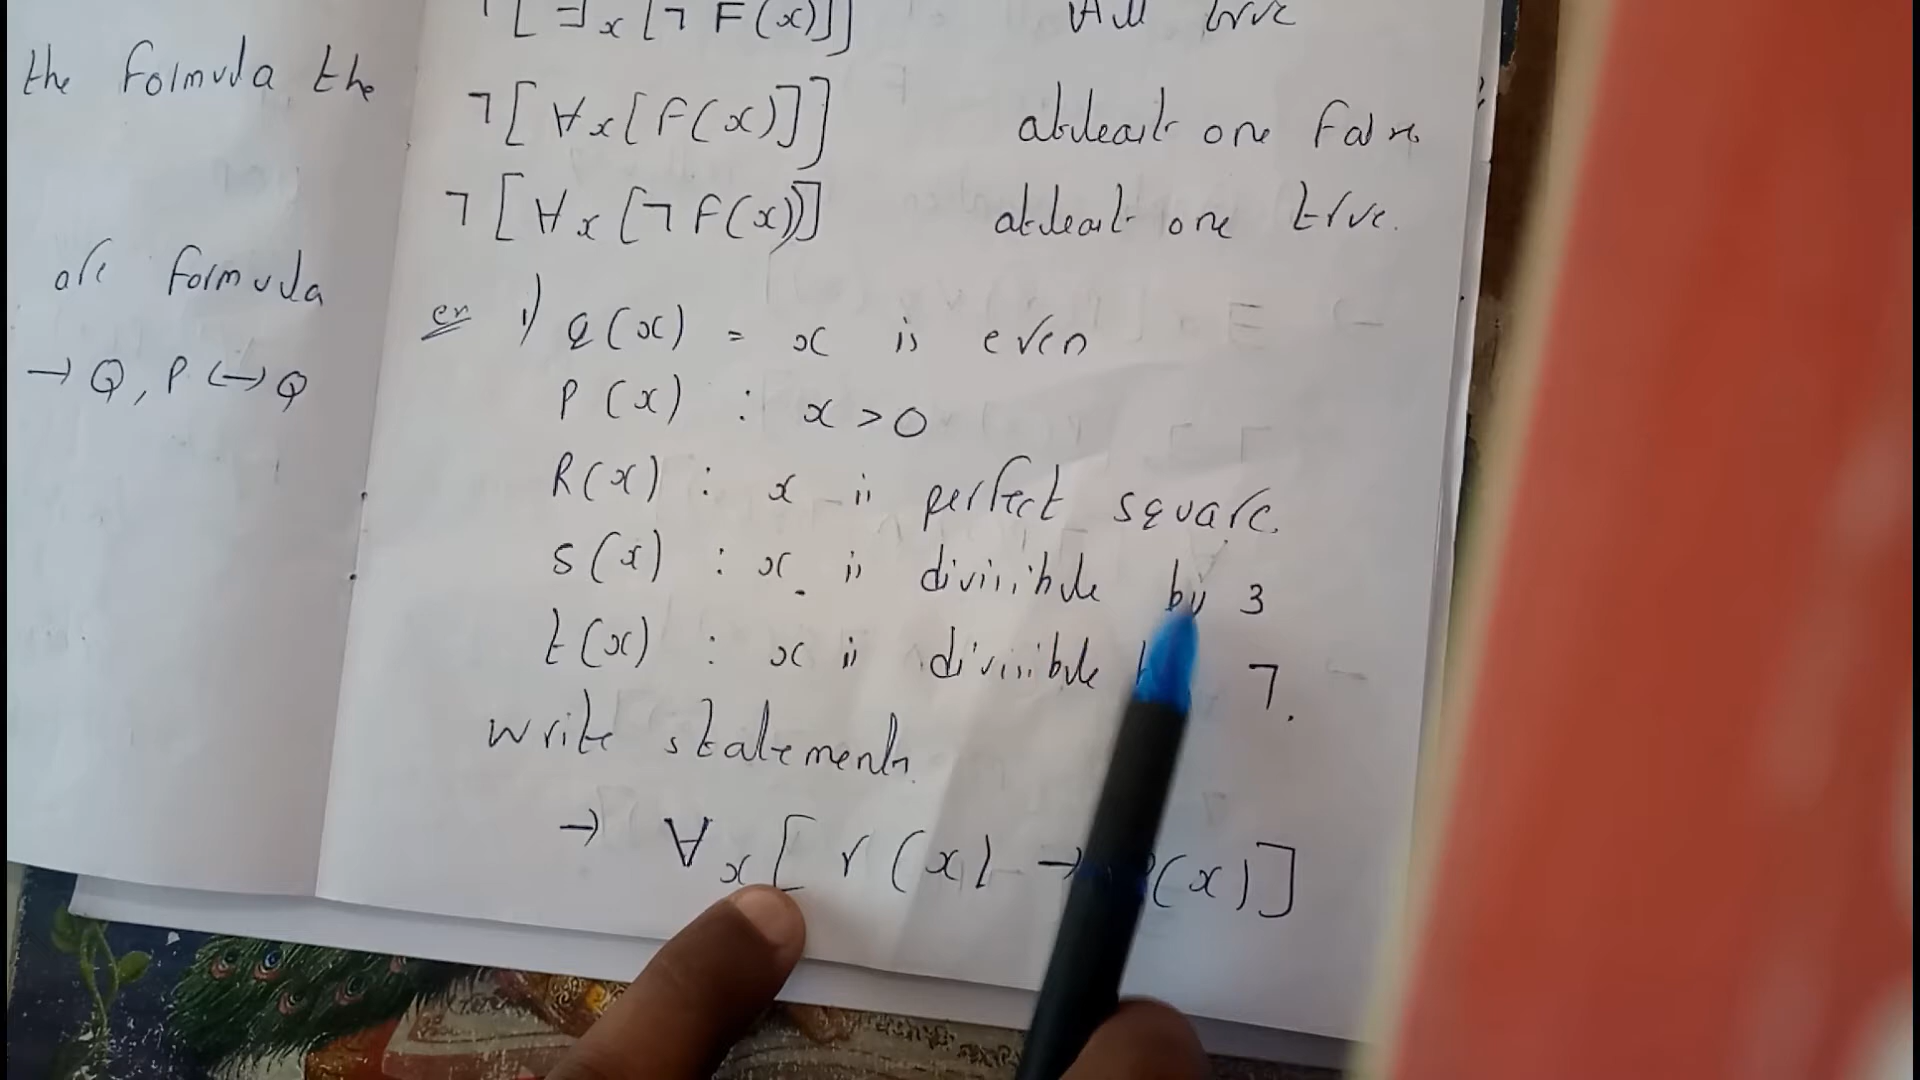 the formula the
are formula
→ Q, P ↔ Q
¬[∃x[¬F(x)]] All true
¬[∀x[F(x)]] atleast one False
¬[∀x[¬F(x)]] atleast one true.
ex 1) q(x) = x is even
P(x) : x > 0
R(x) : x is perfect square.
s(x) : x is divisible by 3
t(x) : x is divisible 7.
write statements.
→ ∀x[r(x) → (x)]